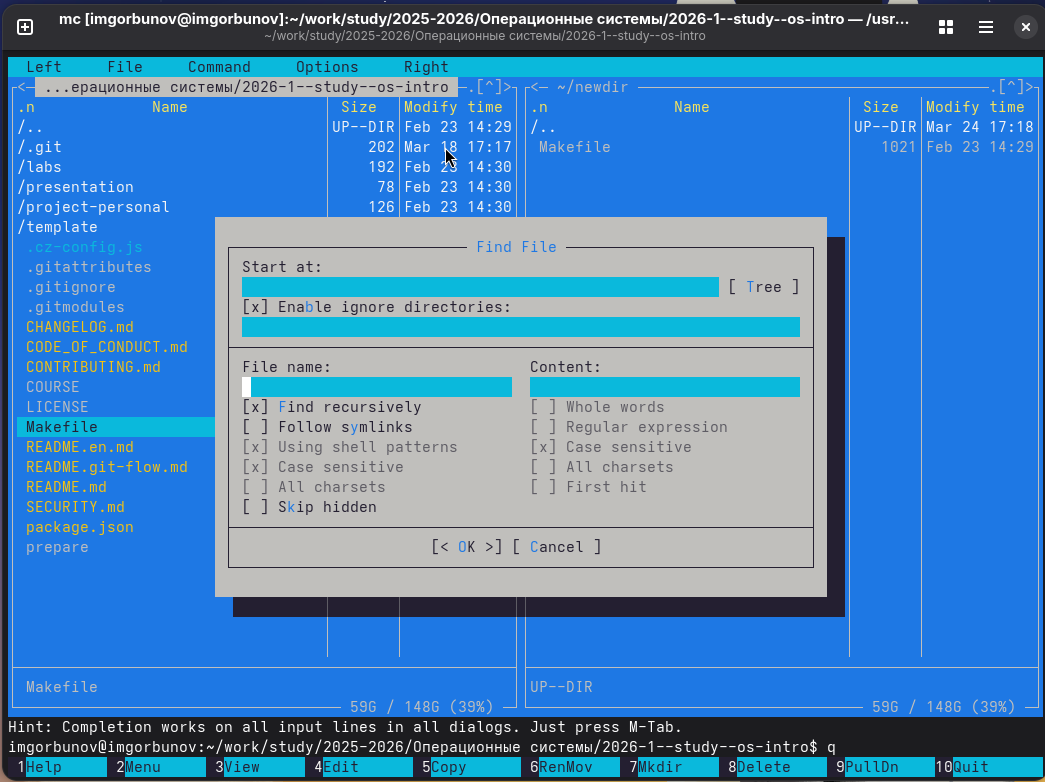 mc [imgorbunov@imgorbunov]:~/work/study/2025-2026/Операционные системы/2026-1--study--os-intro — /usr...
~/work/study/2025-2026/Операционные системы/2026-1--study--os-intro
Left File Command Options Right
<— ...ерационные системы/2026-1--study--os-intro —.[^]> <— ~/newdir —.[^]>
.n Name Size Modify time .n Name Size Modify time
/.. UP--DIR Feb 23 14:29 /.. UP--DIR Mar 24 17:18
/.git 202 Mar 18 17:17 Makefile 1021 Feb 23 14:29
/labs 192 Feb 23 14:30
/presentation 78 Feb 23 14:30
/project-personal 126 Feb 23 14:30
/template
.cz-config.js
.gitattributes
.gitignore
.gitmodules
CHANGELOG.md
CODE_OF_CONDUCT.md
CONTRIBUTING.md
COURSE
LICENSE
Makefile
README.en.md
README.git-flow.md
README.md
SECURITY.md
package.json
prepare
Find File
Start at:
[ Tree ]
[x] Enable ignore directories:
File name: Content:
[x] Find recursively [ ] Whole words
[ ] Follow symlinks [ ] Regular expression
[x] Using shell patterns [x] Case sensitive
[x] Case sensitive [ ] All charsets
[ ] All charsets [ ] First hit
[ ] Skip hidden
[< OK >] [ Cancel ]
Makefile UP--DIR
59G / 148G (39%) 59G / 148G (39%)
Hint: Completion works on all input lines in all dialogs. Just press M-Tab.
imgorbunov@imgorbunov:~/work/study/2025-2026/Операционные системы/2026-1--study--os-intro$ q
1Help 2Menu 3View 4Edit 5Copy 6RenMov 7Mkdir 8Delete 9PullDn 10Quit